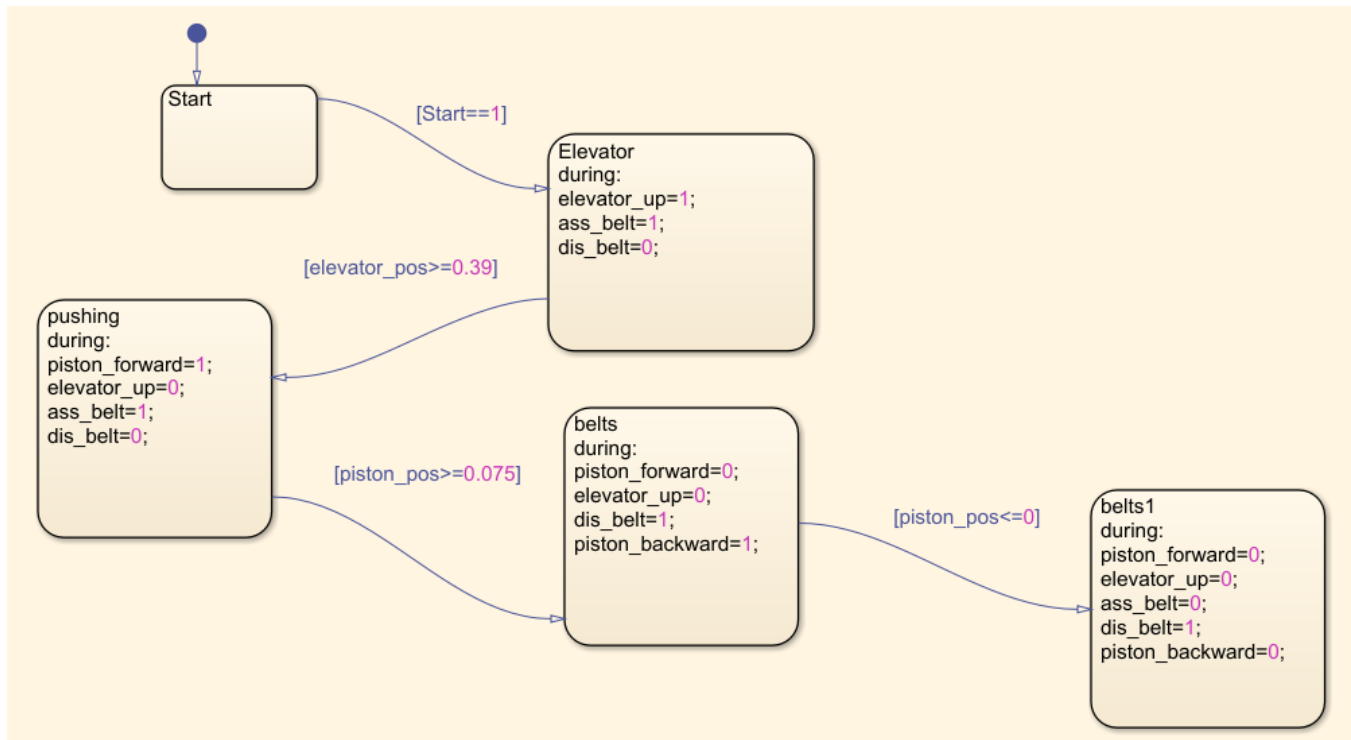 Start
[Start==1]
Elevator
during:
elevator_up=1;
ass_belt=1;
dis_belt=0;
[elevator_pos>=0.39]
pushing
during:
piston_forward=1;
elevator_up=0;
ass_belt=1;
dis_belt=0;
[piston_pos>=0.075]
belts
during:
piston_forward=0;
elevator_up=0;
dis_belt=1;
piston_backward=1;
[piston_pos<=0]
belts1
during:
piston_forward=0;
elevator_up=0;
ass_belt=0;
dis_belt=1;
piston_backward=0;